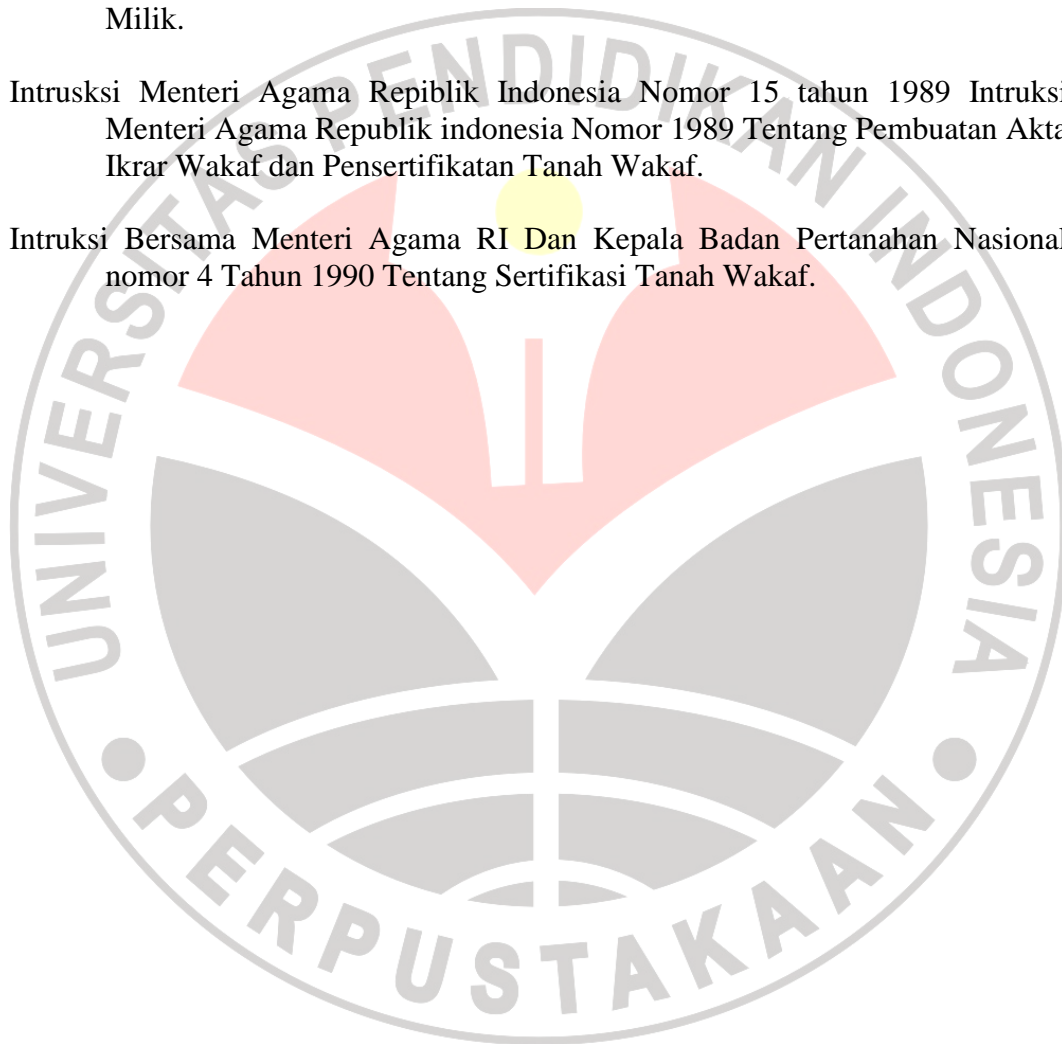 Milik.
Intrusksi Menteri Agama Repiblik Indonesia Nomor 15 tahun 1989 Intruksi
Menteri Agama Republik indonesia Nomor 1989 Tentang Pembuatan Akta
Ikrar Wakaf dan Pensertifikatan Tanah Wakaf.
Intruksi Bersama Menteri Agama RI Dan Kepala Badan Pertanahan Nasional
nomor 4 Tahun 1990 Tentang Sertifikasi Tanah Wakaf.
UNIVERSITAS PENDIDIKAN INDONESIA
PERPUSTAKAAN